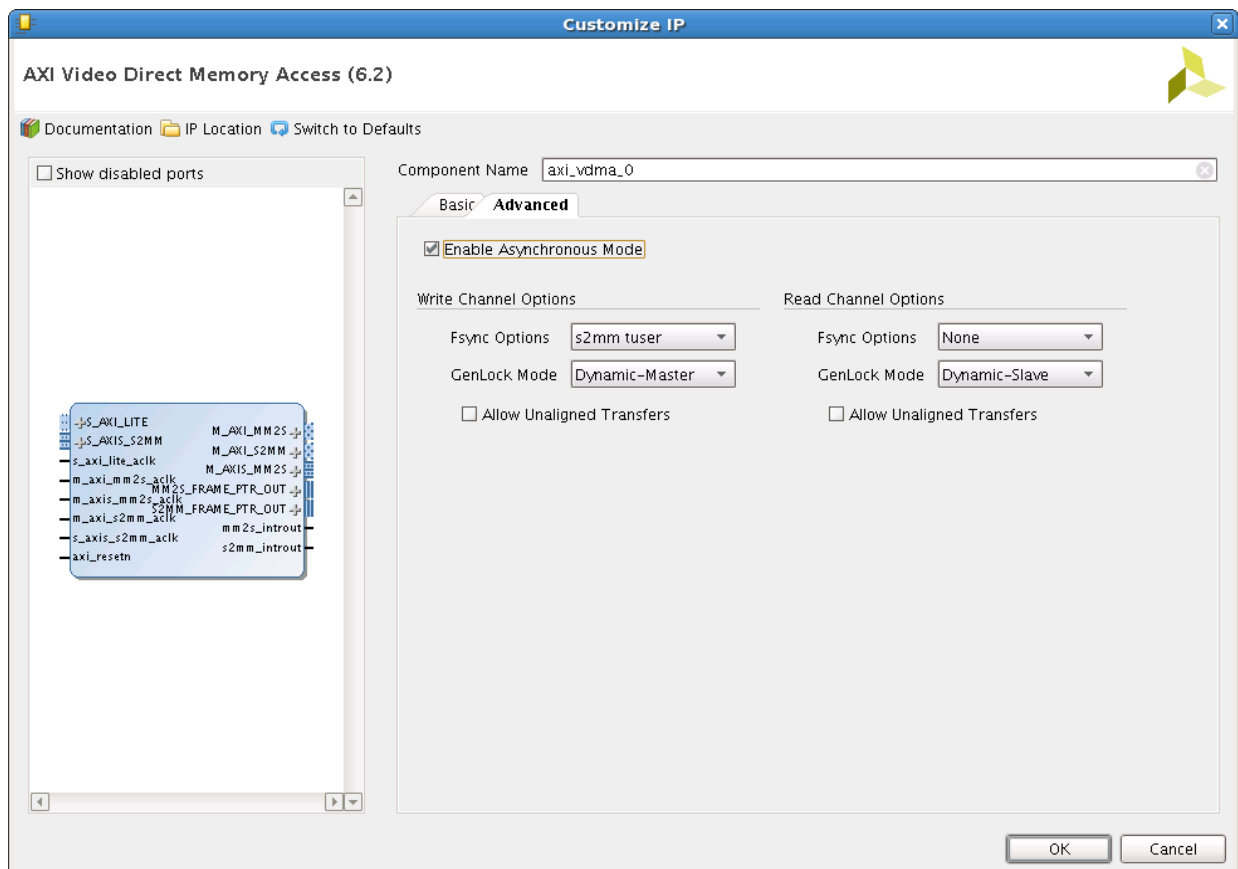 Customize IP
AXI Video Direct Memory Access (6.2)
Documentation IP Location Switch to Defaults
Show disabled ports
Component Name axi_vdma_0
Basic Advanced
Enable Asynchronous Mode
Write Channel Options Read Channel Options
Fsync Options s2mm tuser Fsync Options None
GenLock Mode Dynamic-Master GenLock Mode Dynamic-Slave
Allow Unaligned Transfers Allow Unaligned Transfers
S_AXI_LITE
S_AXIS_S2MM
s_axi_lite_aclk
m_axi_mm2s_aclk
m_axis_mm2s_aclk
m_axi_s2mm_aclk
s_axis_s2mm_aclk
axi_resetn
M_AXI_MM2S
M_AXI_S2MM
M_AXIS_MM2S
MM2S_FRAME_PTR_OUT
S2MM_FRAME_PTR_OUT
mm2s_introut
s2mm_introut
OK Cancel